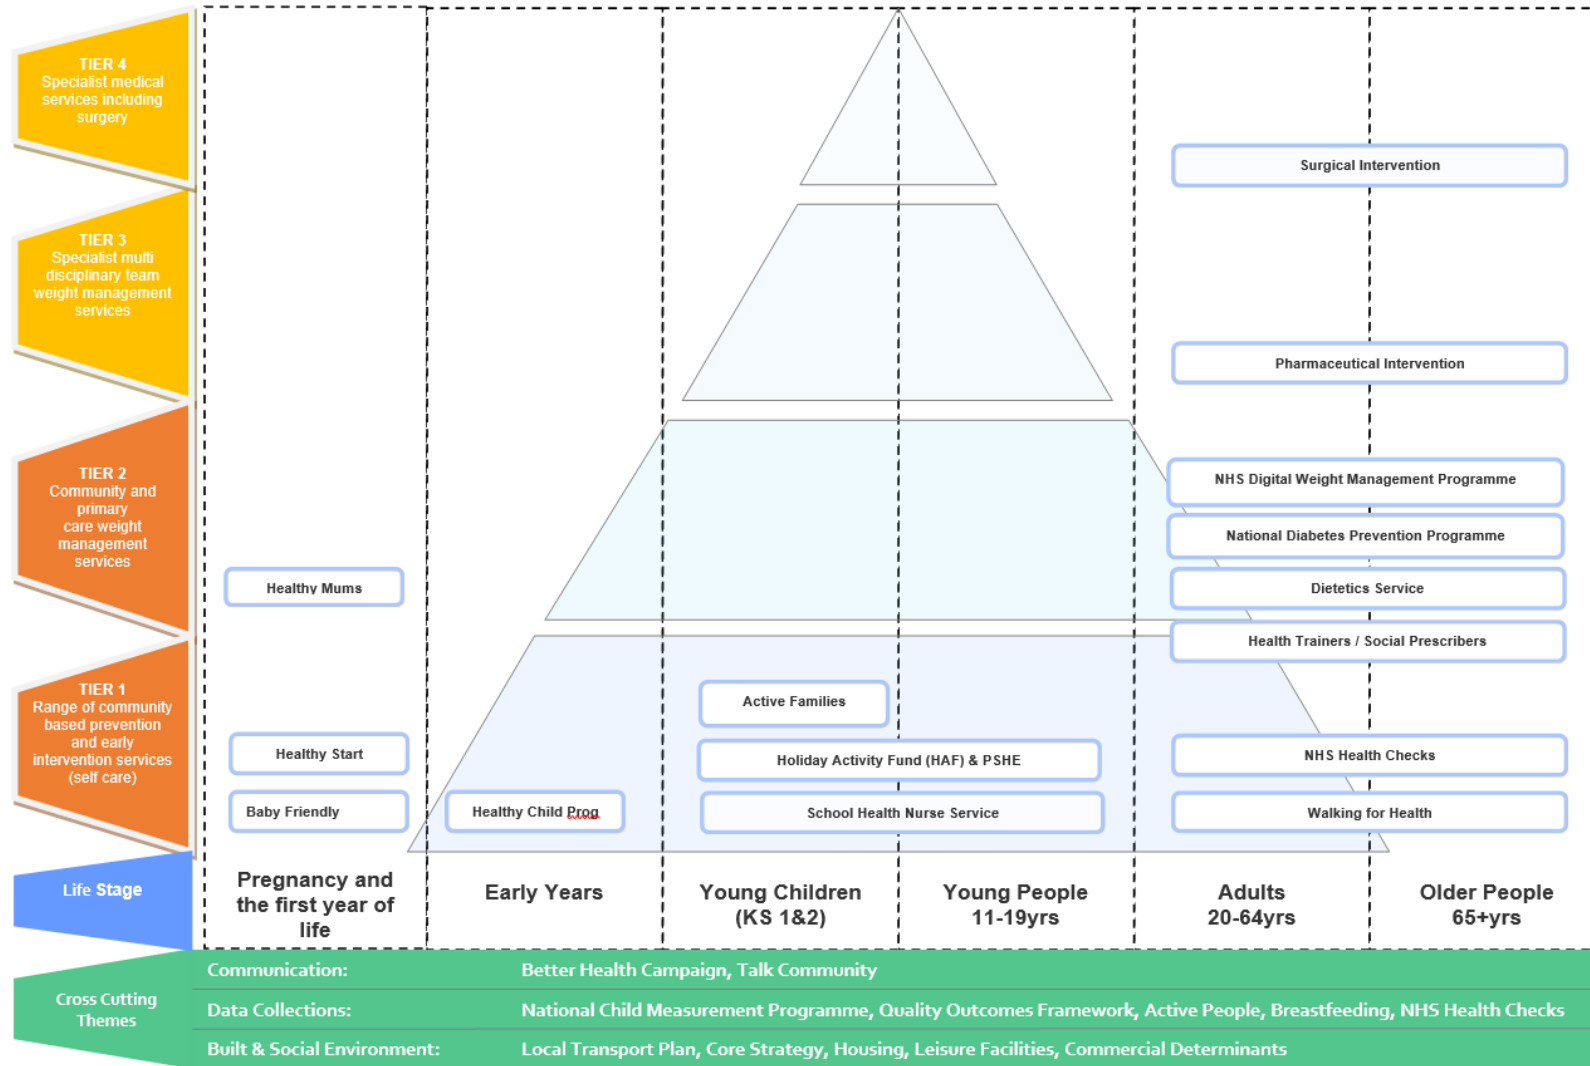 TIER 4
Specialist medical
services including
surgery
Surgical Intervention
TIER 3
Specialist multi
disciplinary team
weight management
services
Pharmaceutical Intervention
TIER 2
Community and
primary
care weight
management
services
NHS Digital Weight Management Programme
National Diabetes Prevention Programme
Healthy Mums
Dietetics Service
Health Trainers / Social Prescribers
TIER 1
Range of community
based prevention
and early
intervention services
(self care)
Active Families
Healthy Start
Holiday Activity Fund (HAF) & PSHE
NHS Health Checks
Baby Friendly
Healthy Child Prog
School Health Nurse Service
Walking for Health
Life Stage
Pregnancy and
the first year of
life
Early Years
Young Children
(KS 1&2)
Young People
11-19yrs
Adults
20-64yrs
Older People
65+yrs
Cross Cutting
Themes
Communication: Better Health Campaign, Talk Community
Data Collections: National Child Measurement Programme, Quality Outcomes Framework, Active People, Breastfeeding, NHS Health Checks
Built & Social Environment: Local Transport Plan, Core Strategy, Housing, Leisure Facilities, Commercial Determinants